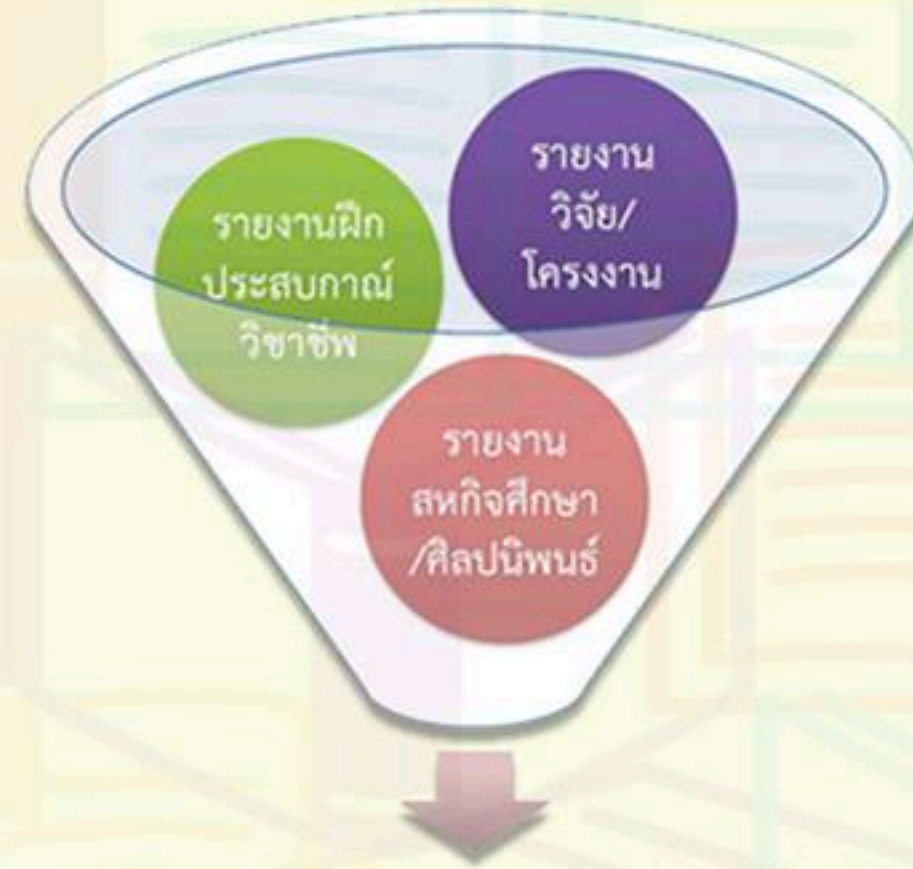 รายงานฝึก
ประสบกาณ์
วิชาชีพ
รายงาน
วิจัย/
โครงงาน
รายงาน
สหกิจศึกษา
/ศิลปนิพนธ์